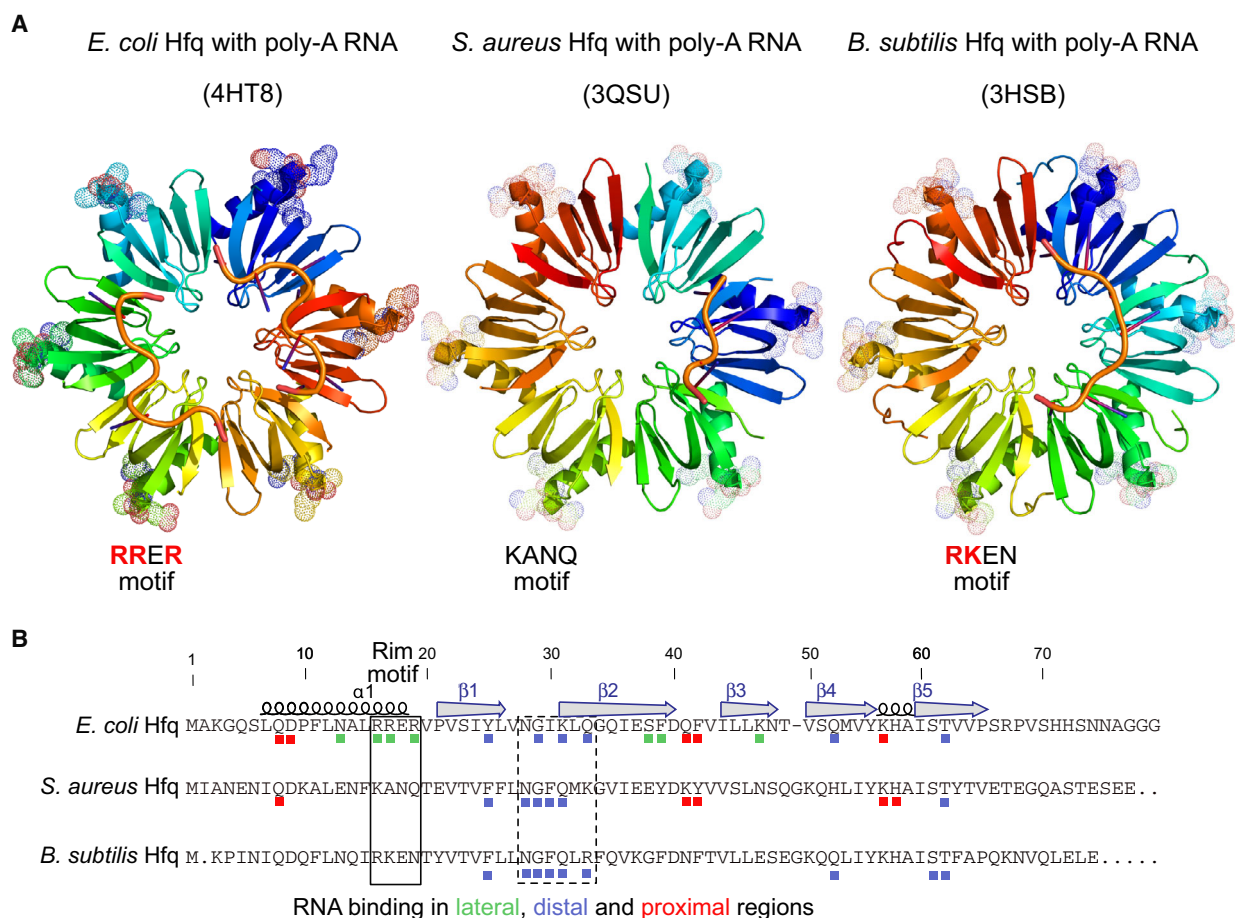 A
E. coli Hfq with poly-A RNA
(4HT8)
S. aureus Hfq with poly-A RNA
(3QSU)
B. subtilis Hfq with poly-A RNA
(3HSB)
RRER
motif
KANQ
motif
RKEN
motif
B
Rim
motif
1 10 20 30 40 50 60 70
α1 β1 β2 β3 β4 β5
E. coli Hfq MAKGQSLQDPFLNALRRERVPVSIYLVNGIKLQGQIESFDQFVILLKNT-VSQMVYKHAISTVVPSRPVSHHSNNAGGG
S. aureus Hfq MIANENIQDKALENFKANQTEVTVFFLNGFQMKGVIEEYDKYVVSLNSQGKQHLIYKHAISTYTVETEGQASTESEE..
B. subtilis Hfq M.KPINIQDQFLNQIRKENTYVTVFLLNGFQLRFQVKGFDNFTVLLESEGKQQLIYKHAISTFAPQKNVQLELE.....
RNA binding in lateral, distal and proximal regions